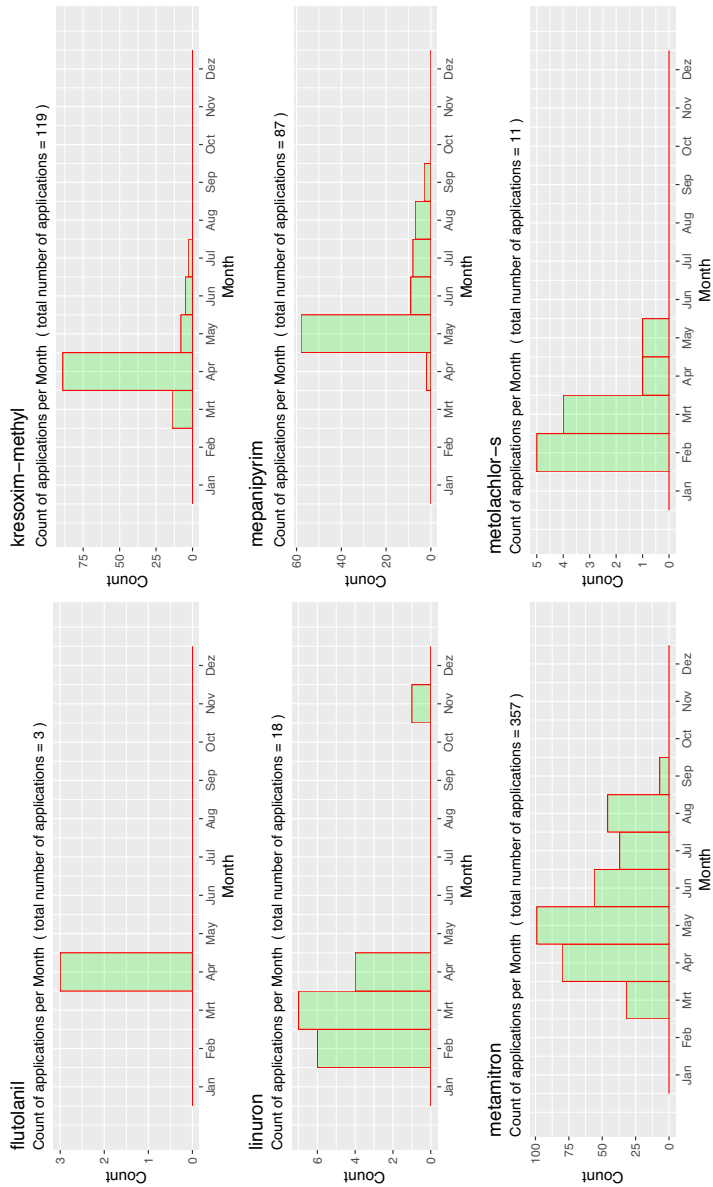 flutolanil
Count of applications per Month  ( total number of applications = 3 )
3
2
1
0
Count
Jan Feb Mrt Apr May Jun Jul Aug Sep Oct Nov Dez
Month
kresoxim−methyl
Count of applications per Month  ( total number of applications = 119 )
75
50
25
0
Count
Jan Feb Mrt Apr May Jun Jul Aug Sep Oct Nov Dez
Month
linuron
Count of applications per Month  ( total number of applications = 18 )
6
4
2
0
Count
Jan Feb Mrt Apr May Jun Jul Aug Sep Oct Nov Dez
Month
mepanipyrim
Count of applications per Month  ( total number of applications = 87 )
60
40
20
0
Count
Jan Feb Mrt Apr May Jun Jul Aug Sep Oct Nov Dez
Month
metamitron
Count of applications per Month  ( total number of applications = 357 )
100
75
50
25
0
Count
Jan Feb Mrt Apr May Jun Jul Aug Sep Oct Nov Dez
Month
metolachlor−s
Count of applications per Month  ( total number of applications = 11 )
5
4
3
2
1
0
Count
Jan Feb Mrt Apr May Jun Jul Aug Sep Oct Nov Dez
Month